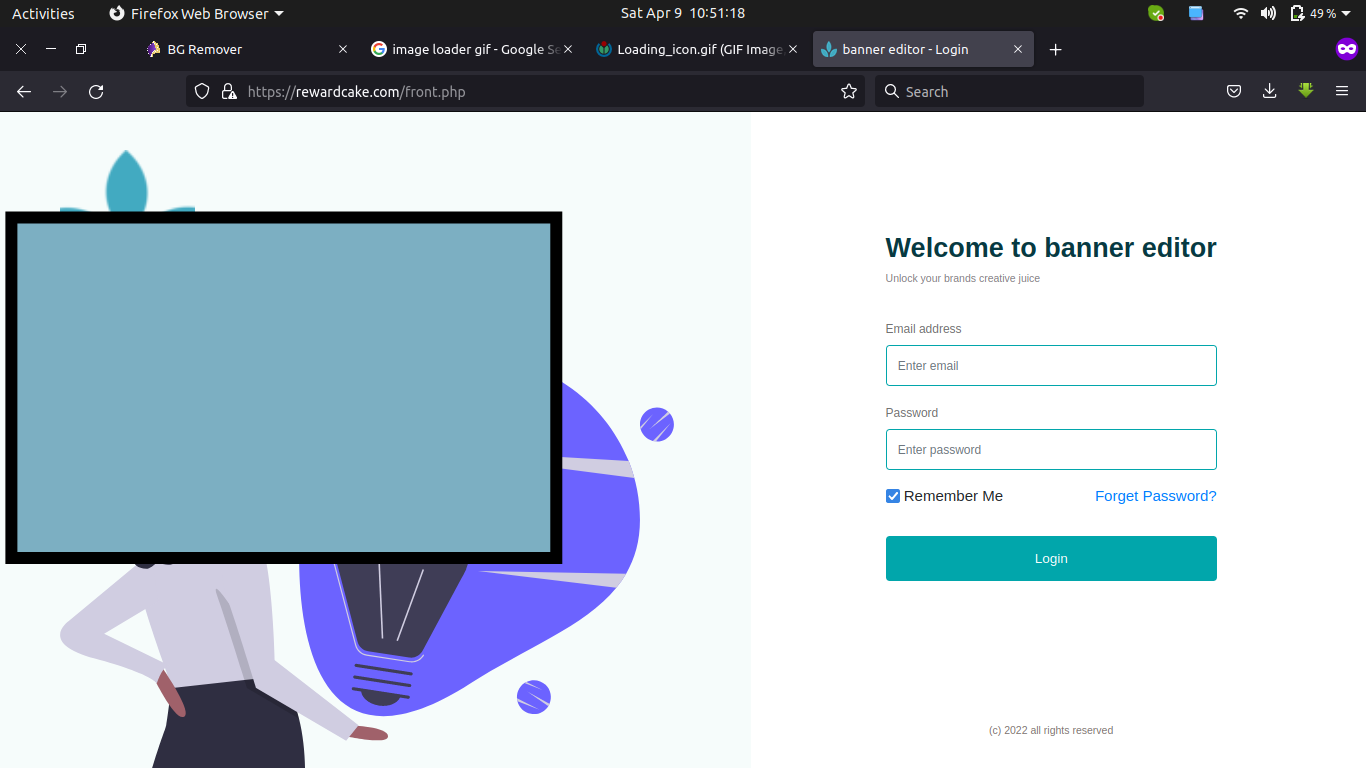 Activities
Firefox Web Browser
Sat Apr 9 10:51:18
49 %
BG Remover
image loader gif - Google Se
Loading_icon.gif (GIF Image
banner editor - Login
https://rewardcake.com/front.php
Search
Welcome to banner editor
Unlock your brands creative juice
Email address
Enter email
Password
Enter password
Remember Me
Forget Password?
Login
(c) 2022 all rights reserved